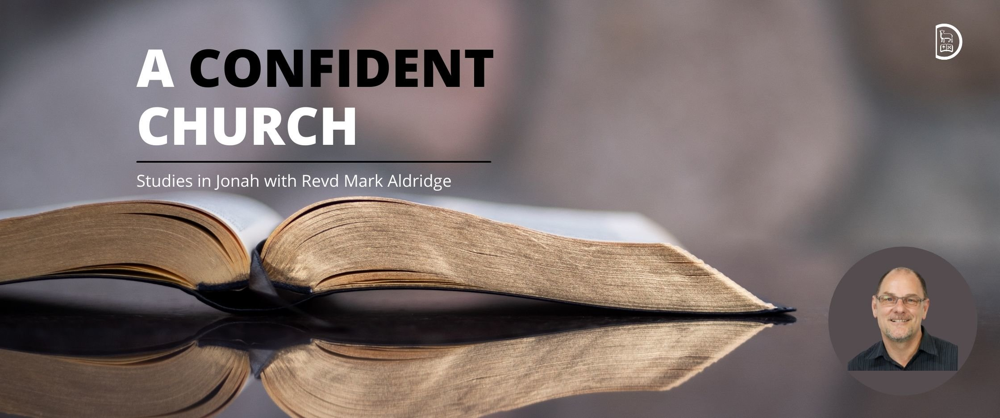 A CONFIDENT
CHURCH
Studies in Jonah with Revd Mark Aldridge